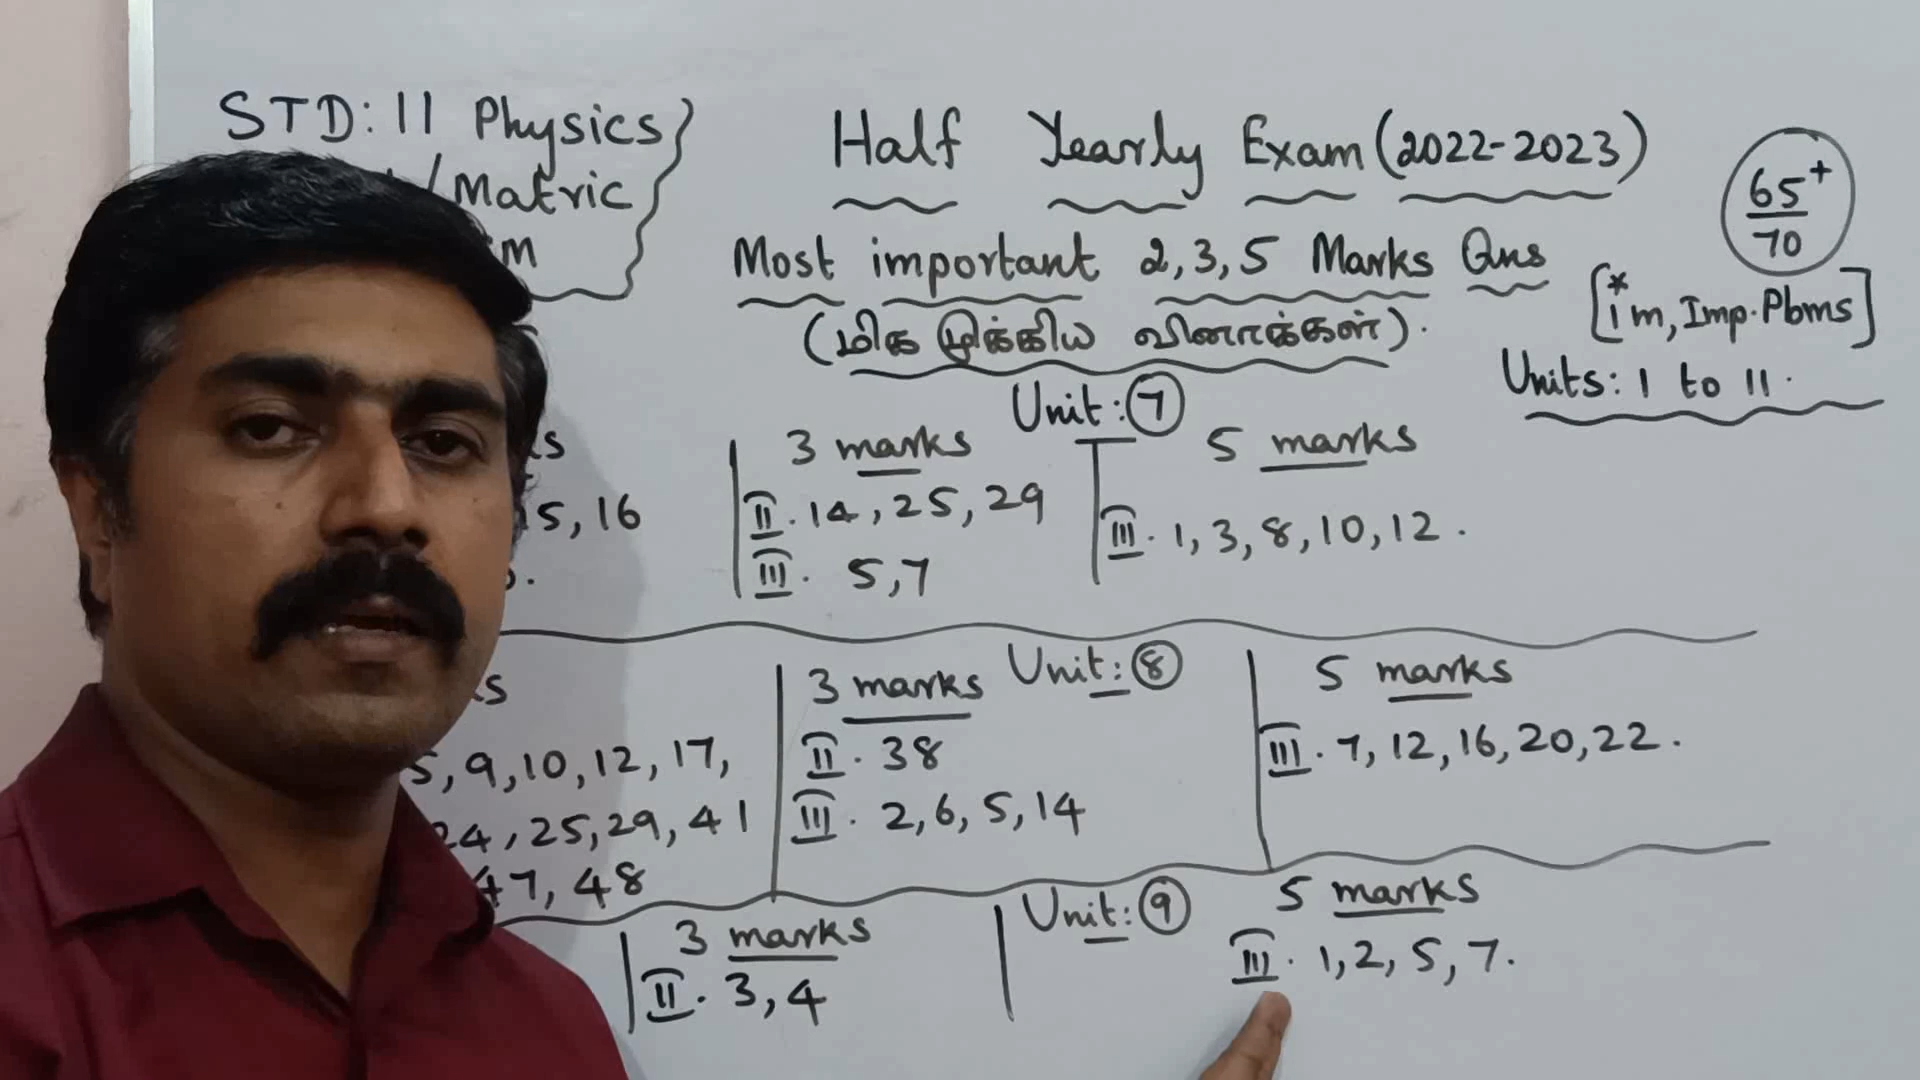 STD: 11 Physics
/Matric
Half Yearly Exam (2022-2023)
65+
70
Most important 2,3,5 Marks Qns
(மிக முக்கிய வினாக்கள்).
[*1m, Imp. Pbms]
Units: 1 to 11.
Unit: 7
3 marks
5 marks
15, 16
II. 14, 25, 29
III. 1, 3, 8, 10, 12.
III. 5, 7
Unit: 8
3 marks
5 marks
5, 9, 10, 12, 17,
II. 38
III. 7, 12, 16, 20, 22.
24, 25, 29, 41
III. 2, 6, 5, 14
47, 48
Unit: 9
3 marks
5 marks
II. 3, 4
III. 1, 2, 5, 7.